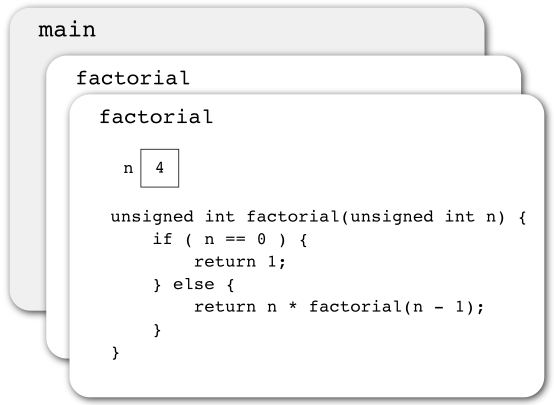 main
factorial
factorial
n 4
unsigned int factorial(unsigned int n) {
if ( n == 0 ) {
return 1;
} else {
return n * factorial(n - 1);
}
}